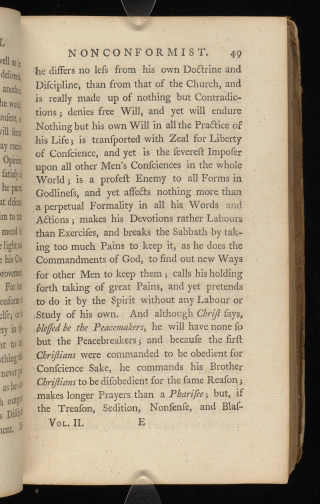 NONCONFORMIST. 49
he differs no leſs from his own Doctrine and
Diſcipline, than from that of the Church, and
is really made up of nothing but Contradic-
tions; denies free Will, and yet will endure
Nothing but his own Will in all the Practice of
his Life; is tranſported with Zeal for Liberty
of Conſcience, and yet is the ſevereſt Impoſer
upon all other Men's Conſciences in the whole
World; is a profeſt Enemy to all Forms in
Godlineſs, and yet affects nothing more than
a perpetual Formality in all his Words and
Actions; makes his Devotions rather Labours
than Exerciſes, and breaks the Sabbath by tak-
ing too much Pains to keep it, as he does the
Commandments of God, to find out new Ways
for other Men to keep them; calls his holding
forth taking of great Pains, and yet pretends
to do it by the Spirit without any Labour or
Study of his own. And although Chriſt ſays,
bleſſed be the Peacemakers, he will have none ſo
but the Peacebreakers; and becauſe the firſt
Chriſtians were commanded to be obedient for
Conſcience Sake, he commands his Brother
Chriſtians to be diſobedient for the ſame Reaſon;
makes longer Prayers than a Phariſee; but, if
the Treaſon, Sedition, Nonſenſe, and Blaſ-
VOL. II. E